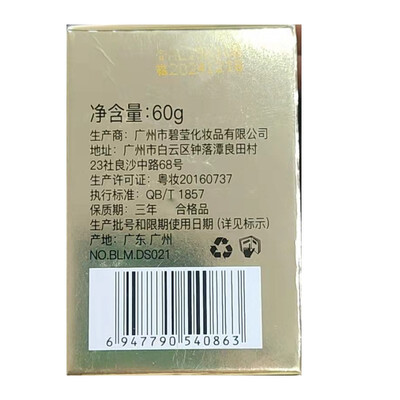 净含量:60g
生产商：广州市碧莹化妆品有限公司
地址：广州市白云区钟落潭良田村
23社良沙中路68号
生产许可证：粤妆20160737
执行标准：QB/T 1857
保质期：三年 合格品
生产批号和限期使用日期（详见标示）
产地：广东.广州
NO.BLM.DS021
6 947790 540863